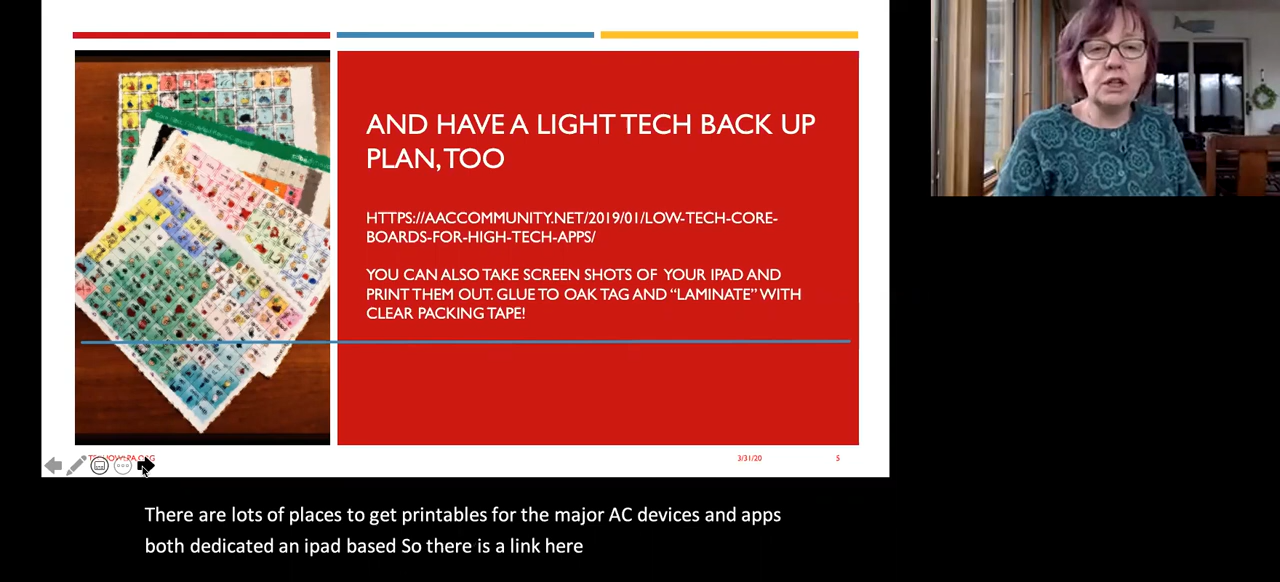 AND HAVE A LIGHT TECH BACK UP
PLAN, TOO
HTTPS://AACCOMMUNITY.NET/2019/01/LOW-TECH-CORE-
BOARDS-FOR-HIGH-TECH-APPS/
YOU CAN ALSO TAKE SCREEN SHOTS OF YOUR IPAD AND
PRINT THEM OUT. GLUE TO OAK TAG AND “LAMINATE” WITH
CLEAR PACKING TAPE!
3/31/20
5
There are lots of places to get printables for the major AC devices and apps
both dedicated an ipad based So there is a link here